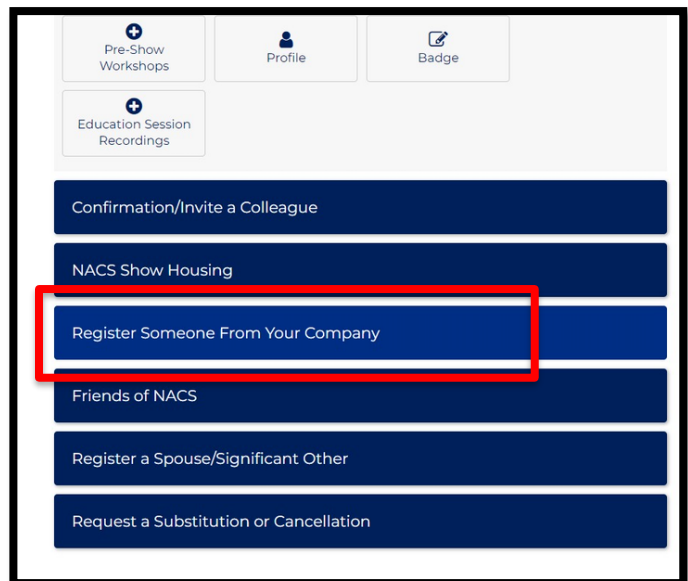 Pre-Show
Workshops
Profile
Badge
Education Session
Recordings
Confirmation/Invite a Colleague
NACS Show Housing
Register Someone From Your Company
Friends of NACS
Register a Spouse/Significant Other
Request a Substitution or Cancellation